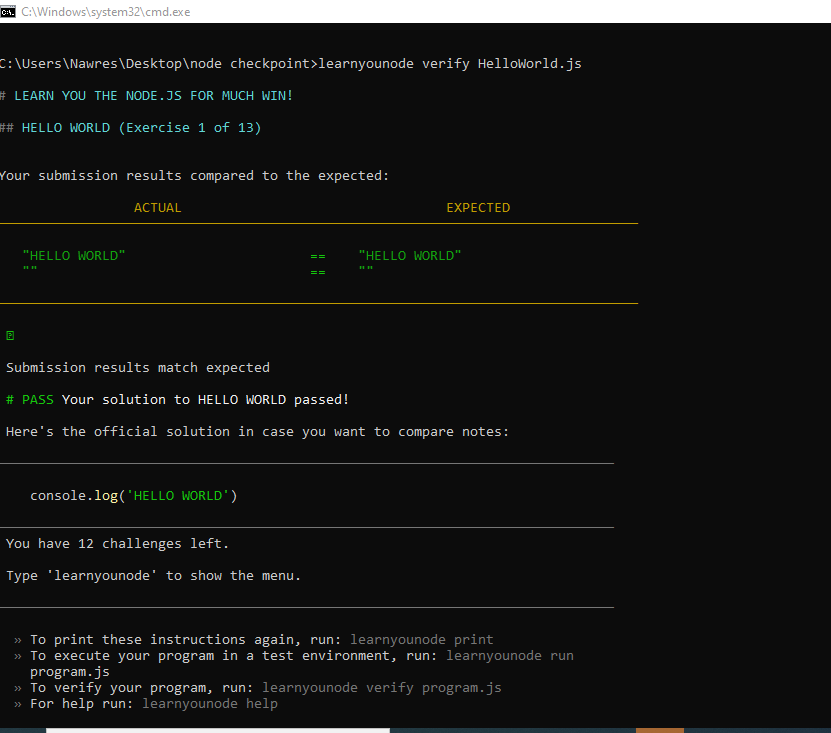 C:\Windows\system32\cmd.exe
C:\Users\Nawres\Desktop\node checkpoint>learnyounode verify HelloWorld.js
# LEARN YOU THE NODE.JS FOR MUCH WIN!
## HELLO WORLD (Exercise 1 of 13)
Your submission results compared to the expected:
ACTUAL EXPECTED
"HELLO WORLD" == "HELLO WORLD"
"" == ""
Submission results match expected
# PASS Your solution to HELLO WORLD passed!
Here's the official solution in case you want to compare notes:
console.log('HELLO WORLD')
You have 12 challenges left.
Type 'learnyounode' to show the menu.
» To print these instructions again, run: learnyounode print
» To execute your program in a test environment, run: learnyounode run
program.js
» To verify your program, run: learnyounode verify program.js
» For help run: learnyounode help